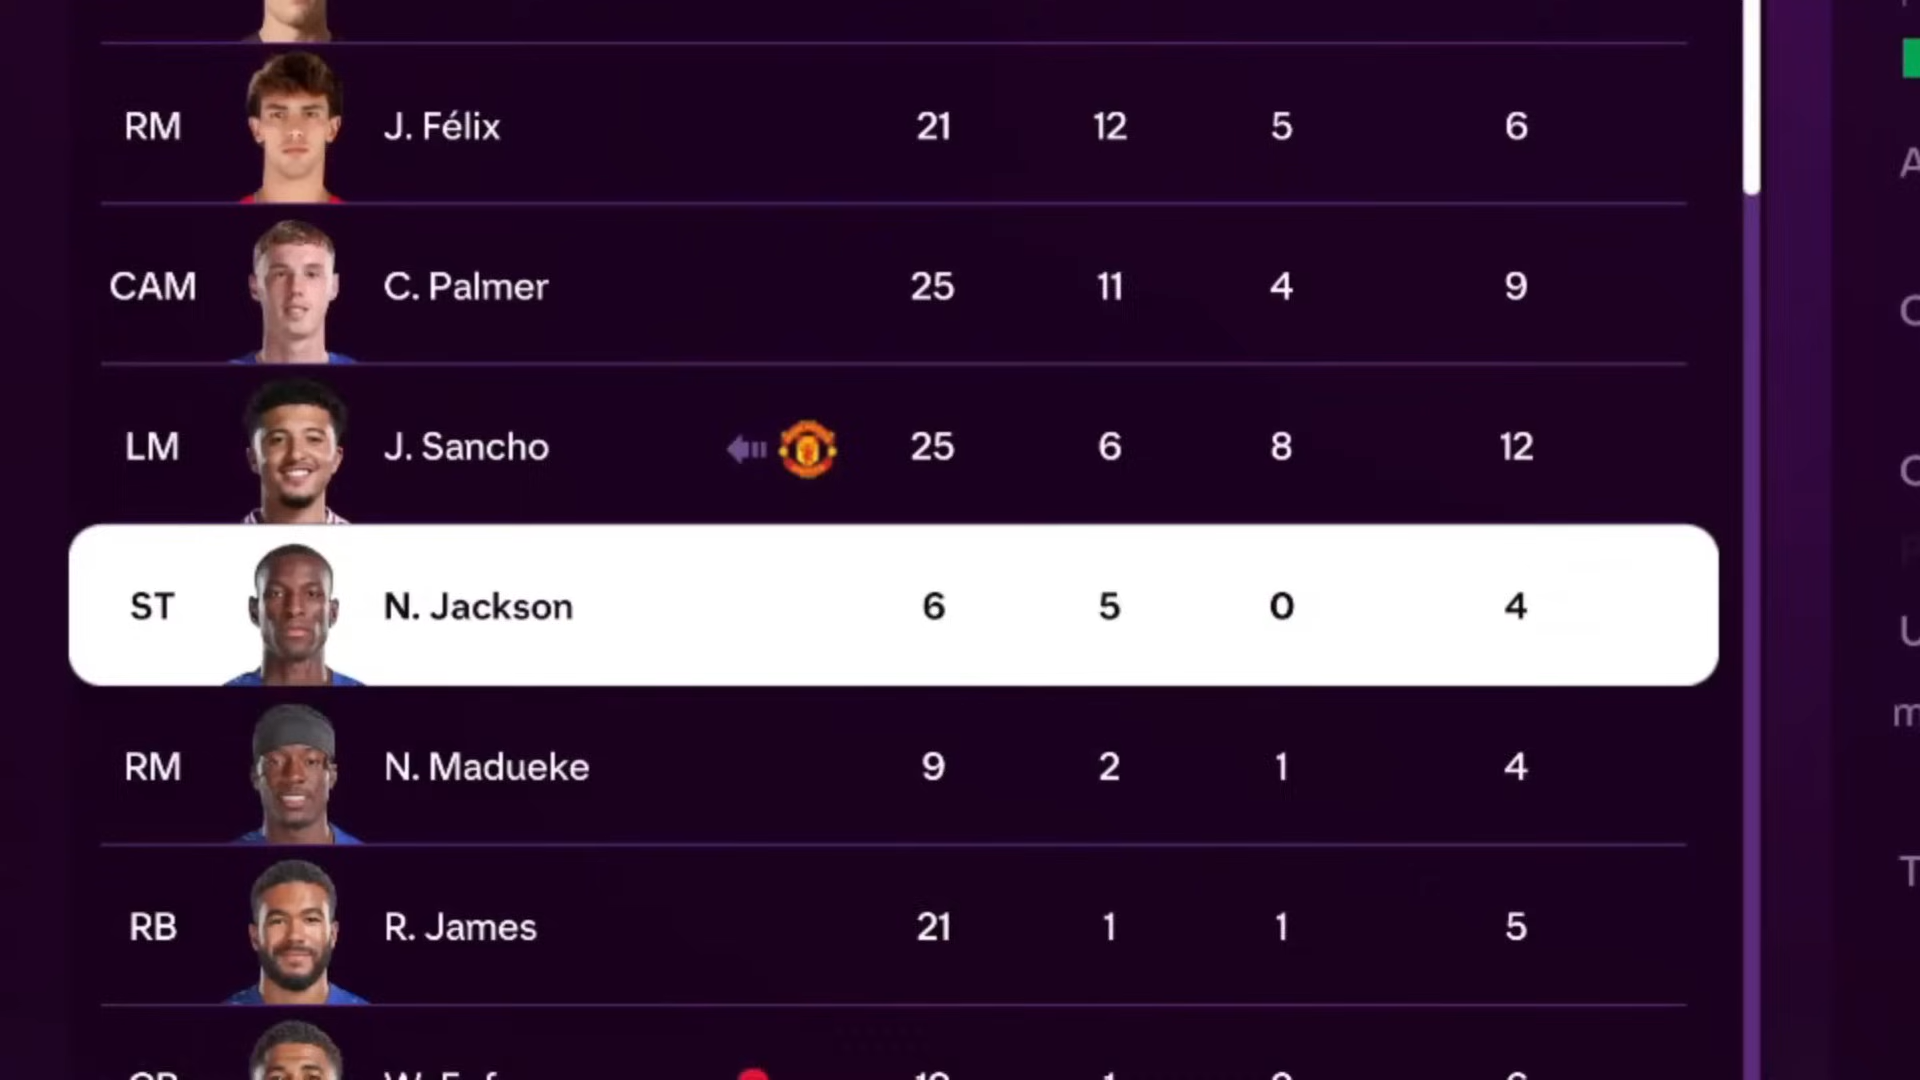 RM J. Félix 21 12 5 6
CAM C. Palmer 25 11 4 9
LM J. Sancho 25 6 8 12
ST N. Jackson 6 5 0 4
RM N. Madueke 9 2 1 4
RB R. James 21 1 1 5